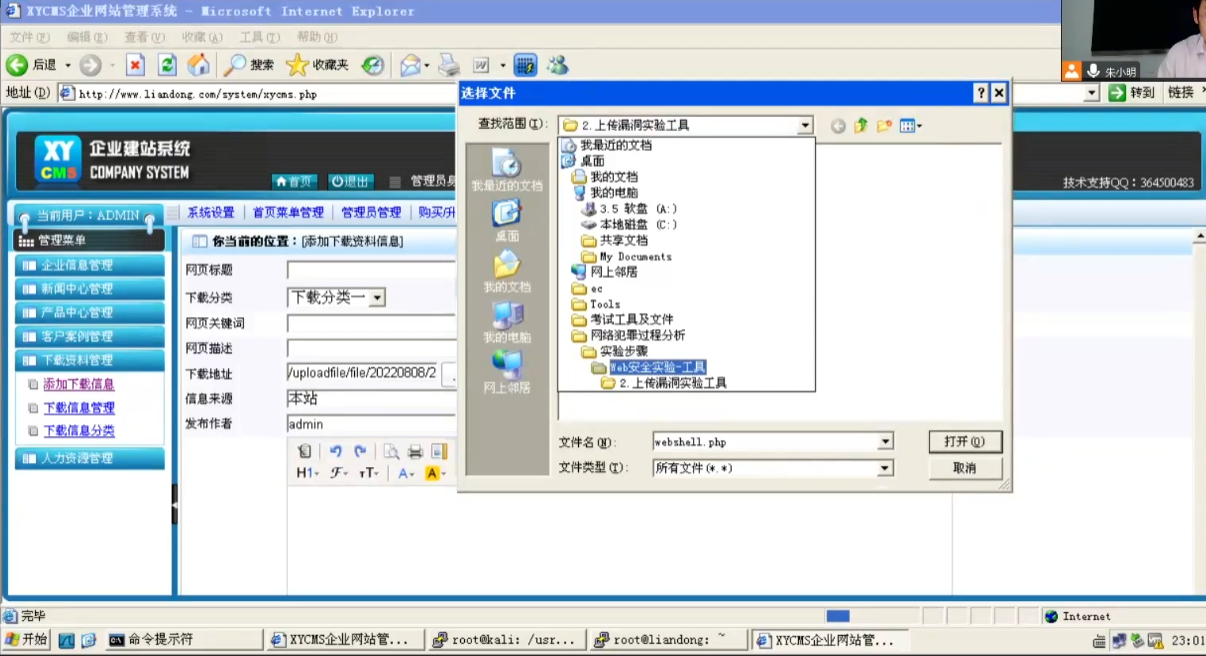 XYCMS企业网站管理系统 - Microsoft Internet Explorer
文件(F) 编辑(E) 查看(V) 收藏(A) 工具(T) 帮助(H)
后退 搜索 收藏夹
朱小明
地址(D) http://www.liandong.com/system/xycms.php 转到 链接
选择文件
查找范围(I): 2.上传漏洞实验工具
XY CMS 企业建站系统
COMPANY SYSTEM
首页 退出 管理员身
技术支持QQ：364500483
当前用户：ADMIN
系统设置 首页菜单管理 管理员管理 购买/升
管理菜单
企业信息管理
新闻中心管理
产品中心管理
客户案例管理
下载资料管理
添加下载信息
下载信息管理
下载信息分类
人力资源管理
你当前的位置：[添加下载资料信息]
网页标题
下载分类 下载分类一
网页关键词
网页描述
下载地址 /uploadfile/file/20220808/2
信息来源 本站
发布作者 admin
H1 F TT A A
我最近的文档
桌面
我的文档
我的电脑
网上邻居
我最近的文档
桌面
我的文档
我的电脑
3.5 软盘 (A:)
本地磁盘 (C:)
共享文档
My Documents
网上邻居
ec
Tools
考试工具及文件
网络犯罪过程分析
实验步骤
Web安全实验-工具
2.上传漏洞实验工具
文件名(N): webshell.php 打开(O)
文件类型(T): 所有文件(*.*) 取消
完毕 Internet
开始 命令提示符 XYCMS企业网站管... root@kali: /usr... root@liandong: ~ XYCMS企业网站管... 23:01